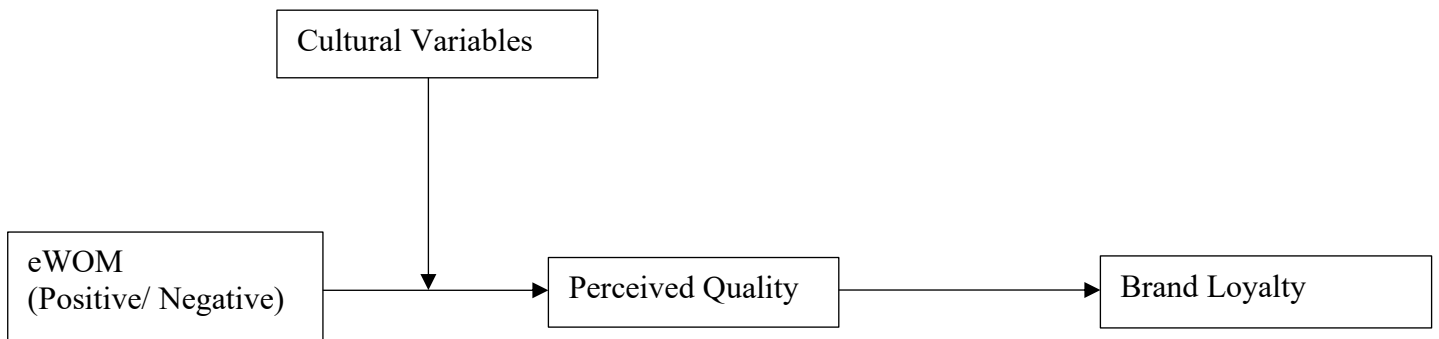 Cultural Variables
eWOM
(Positive/ Negative)
Perceived Quality
Brand Loyalty